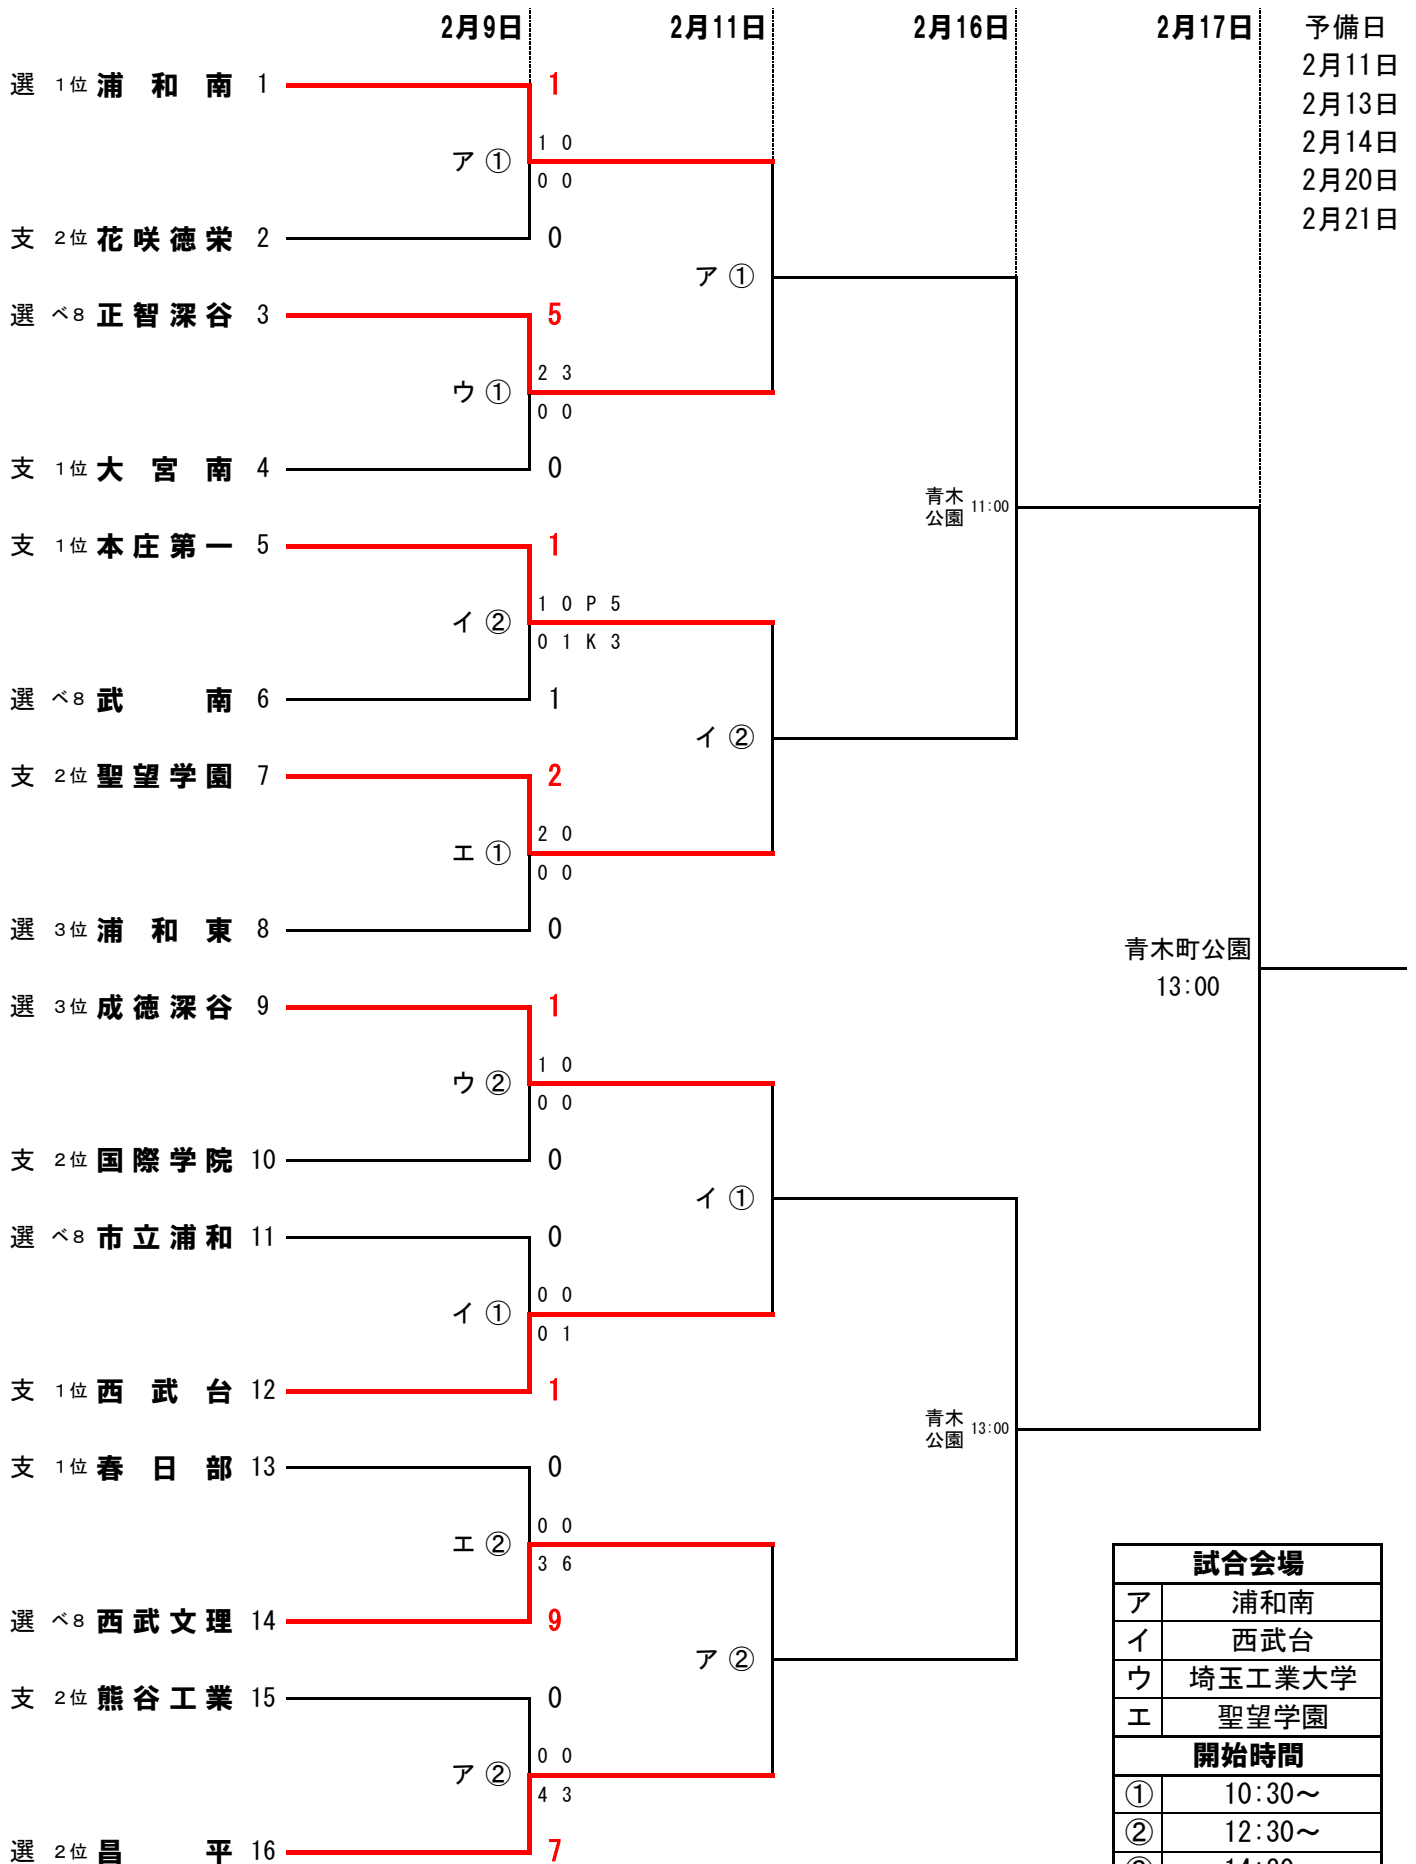 2月9日 2月11日 2月16日 2月17日 予備日
2月11日
2月13日
2月14日
2月20日
2月21日
選 1位 浦和南 1 1
ア ① 1 0
0 0
支 2位 花咲徳栄 2 0
ア ①
選 ベ8 正智深谷 3 5
ウ ① 2 3
0 0
支 1位 大宮南 4 0
青木公園 11:00
支 1位 本庄第一 5 1
イ ② 1 0 P 5
0 1 K 3
選 ベ8 武南 6 1
イ ②
支 2位 聖望学園 7 2
エ ① 2 0
0 0
選 3位 浦和東 8 0
青木町公園
13:00
選 3位 成徳深谷 9 1
ウ ② 1 0
0 0
支 2位 国際学院 10 0
イ ①
選 ベ8 市立浦和 11 0
イ ① 0 0
0 1
支 1位 西武台 12 1
青木公園 13:00
支 1位 春日部 13 0
エ ② 0 0
3 6
選 ベ8 西武文理 14 9
ア ②
支 2位 熊谷工業 15 0
ア ② 0 0
4 3
選 2位 昌平 16 7
試合会場
ア 浦和南
イ 西武台
ウ 埼玉工業大学
エ 聖望学園
開始時間
① 10:30～
② 12:30～